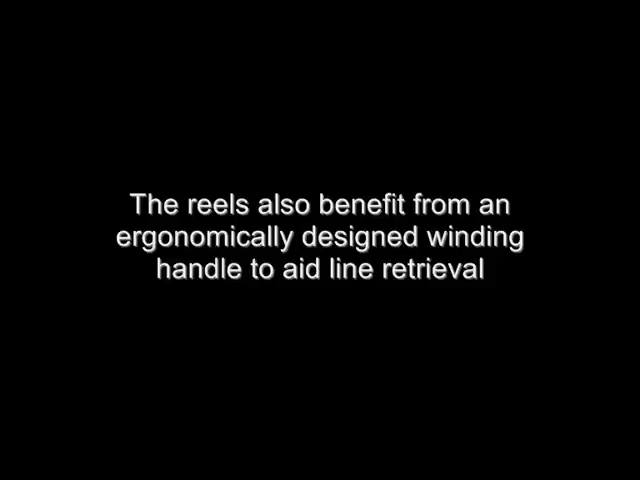 The reels also benefit from an
ergonomically designed winding
handle to aid line retrieval